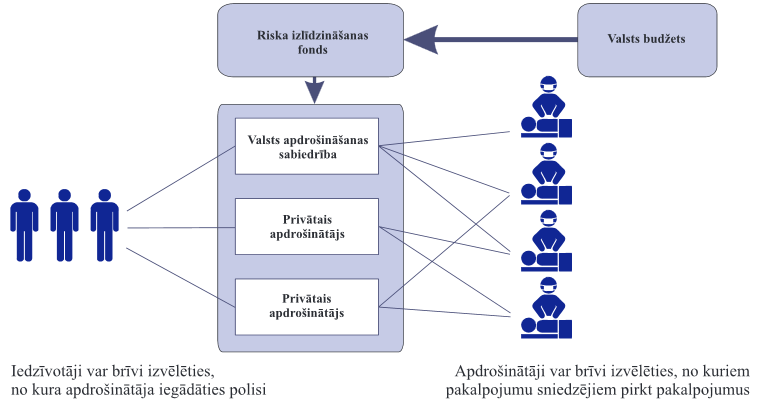 Riska izlīdzināšanas
fonds
Valsts budžets
Valsts apdrošināšanas
sabiedrība
Privātais
apdrošinātājs
Privātais
apdrošinātājs
Iedzīvotāji var brīvi izvēlēties,
no kura apdrošinātāja iegādāties polisi
Apdrošinātāji var brīvi izvēlēties, no kuriem
pakalpojumu sniedzējiem pirkt pakalpojumus